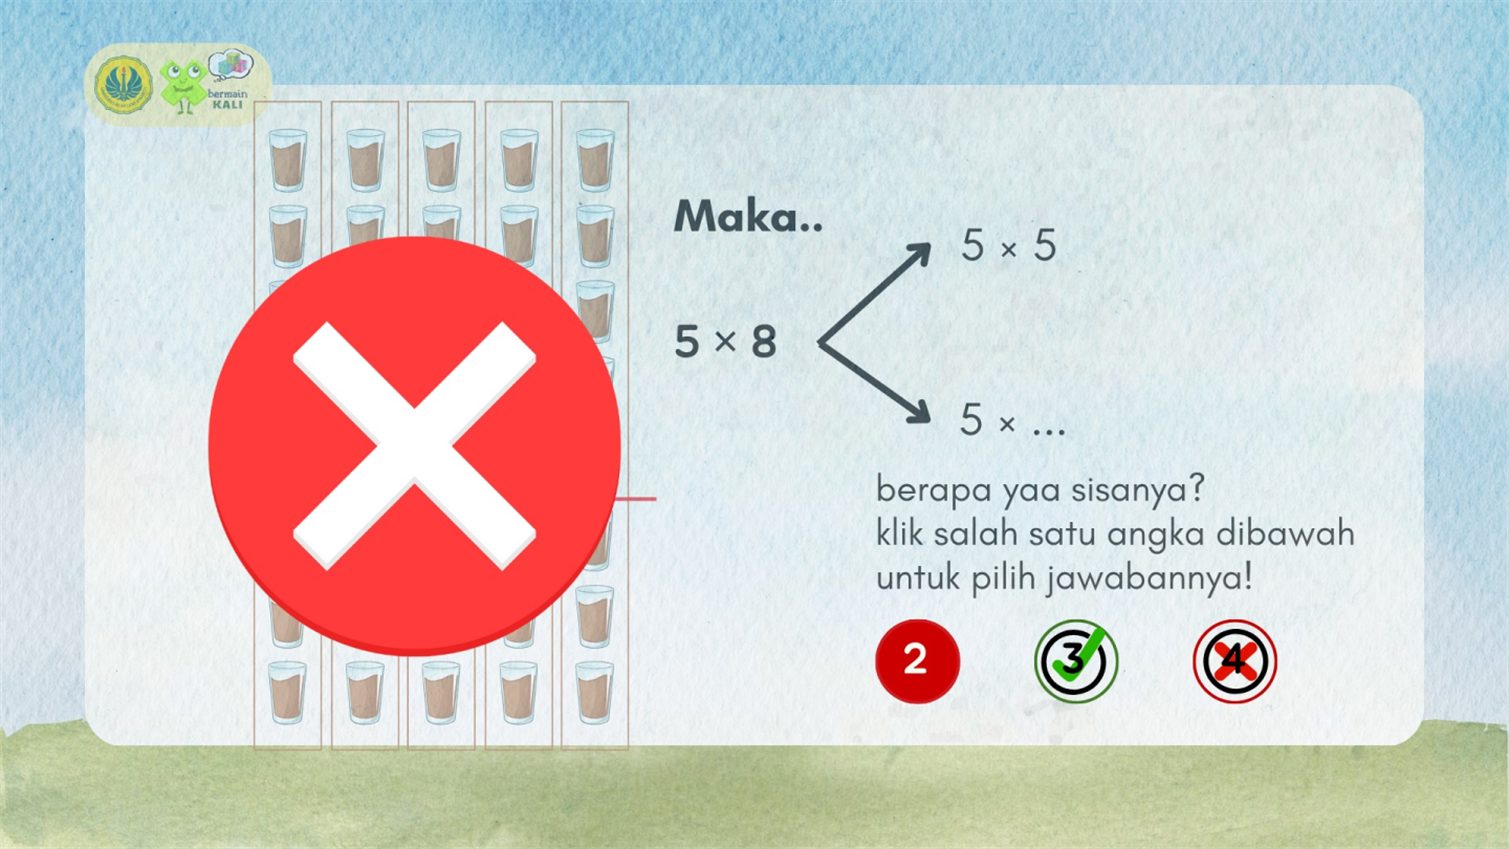 bermain
KALI
Maka..
5 × 8
5 × 5
5 × ...
berapa yaa sisanya?
klik salah satu angka dibawah
untuk pilih jawabannya!
2
3
4